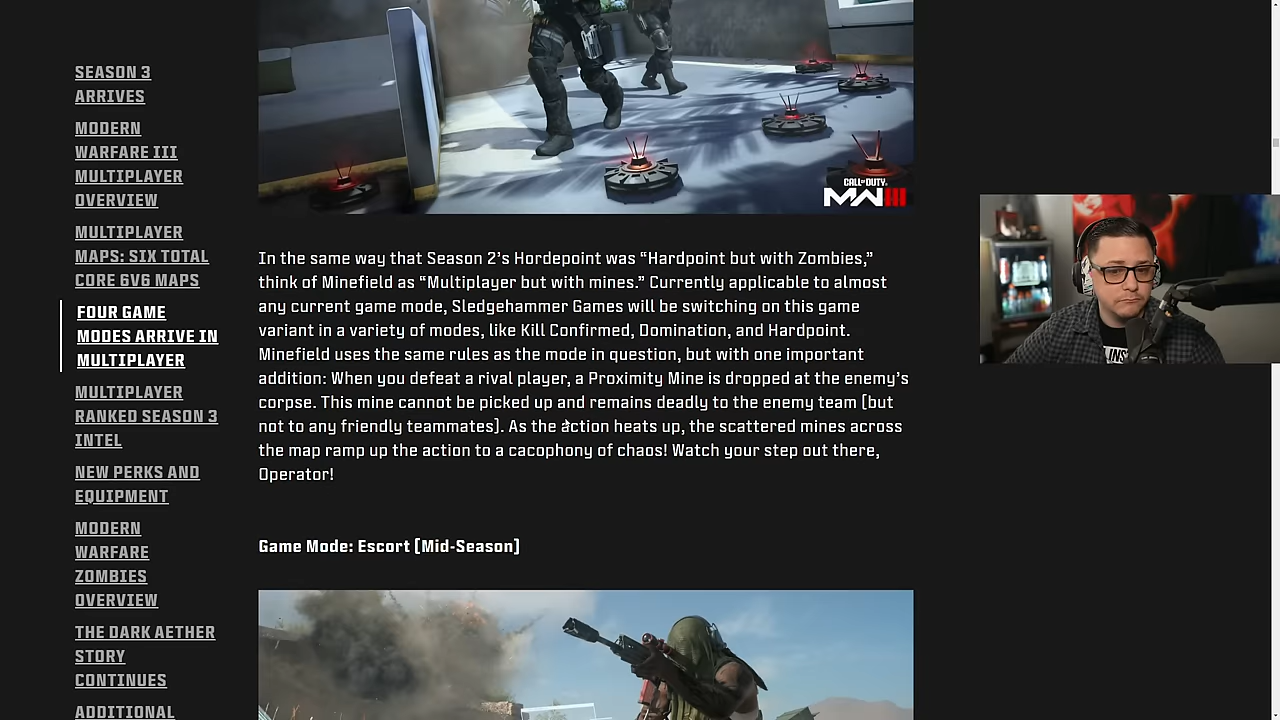 SEASON 3
ARRIVES
MODERN
WARFARE III
MULTIPLAYER
OVERVIEW
MULTIPLAYER
MAPS: SIX TOTAL
CORE 6V6 MAPS
FOUR GAME
MODES ARRIVE IN
MULTIPLAYER
MULTIPLAYER
RANKED SEASON 3
INTEL
NEW PERKS AND
EQUIPMENT
MODERN
WARFARE
ZOMBIES
OVERVIEW
THE DARK AETHER
STORY
CONTINUES
ADDITIONAL
CALL OF DUTY
MWIII
In the same way that Season 2’s Hordepoint was “Hardpoint but with Zombies,”
think of Minefield as “Multiplayer but with mines.” Currently applicable to almost
any current game mode, Sledgehammer Games will be switching on this game
variant in a variety of modes, like Kill Confirmed, Domination, and Hardpoint.
Minefield uses the same rules as the mode in question, but with one important
addition: When you defeat a rival player, a Proximity Mine is dropped at the enemy’s
corpse. This mine cannot be picked up and remains deadly to the enemy team [but
not to any friendly teammates]. As the action heats up, the scattered mines across
the map ramp up the action to a cacophony of chaos! Watch your step out there,
Operator!
Game Mode: Escort [Mid-Season]